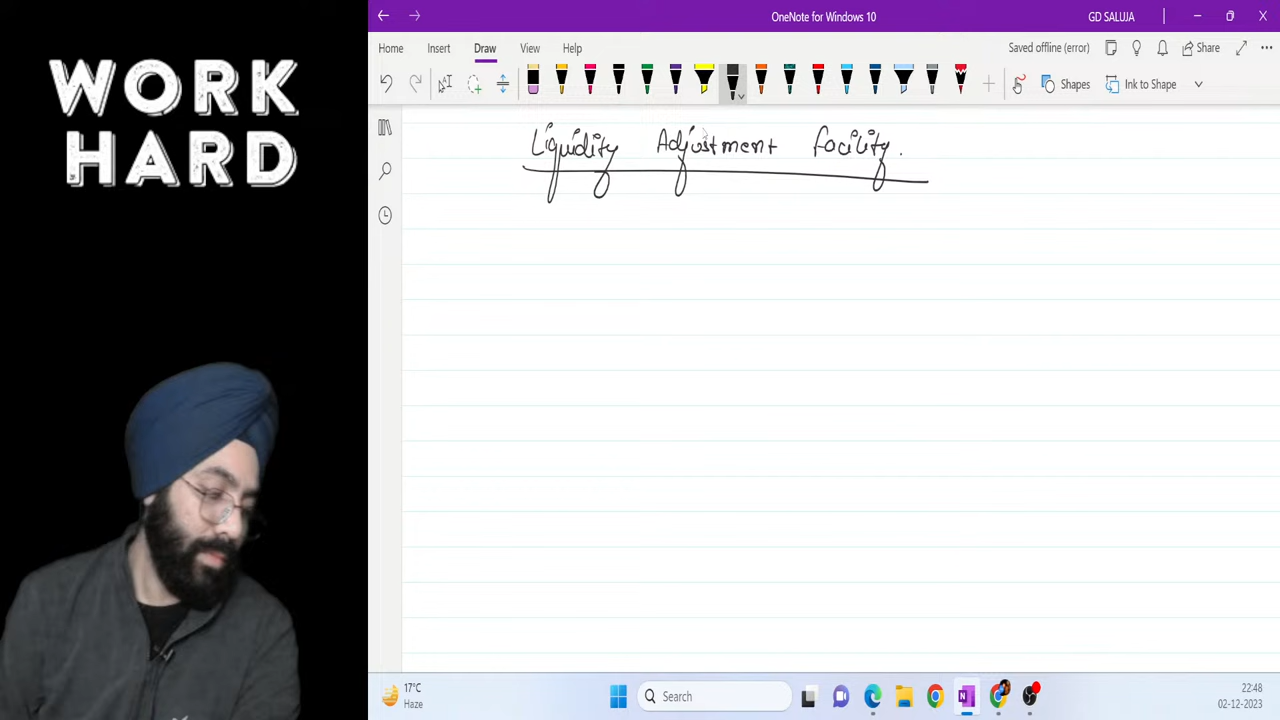 WORK
HARD
OneNote for Windows 10
GD SALUJA
Home Insert Draw View Help
Saved offline (error)
Share
Shapes
Ink to Shape
Liquidity Adjustment facility.
17°C
Haze
Search
22:48
02-12-2023